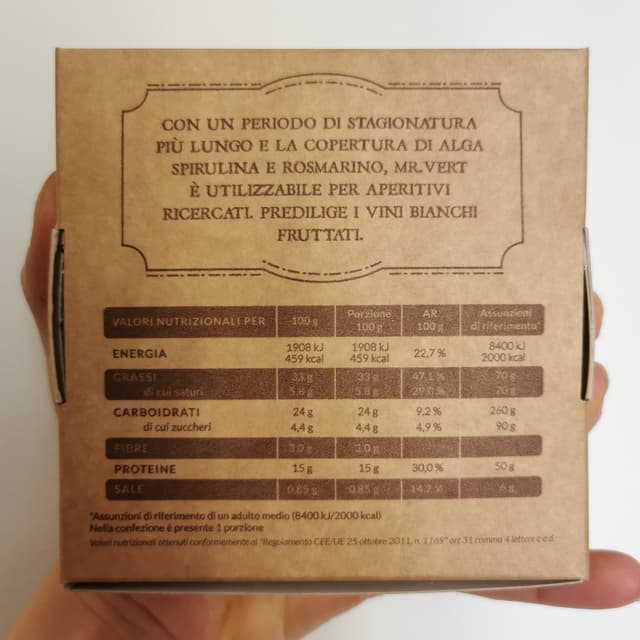 CON UN PERIODO DI STAGIONATURA
PIÙ LUNGO E LA COPERTURA DI ALGA
SPIRULINA E ROSMARINO, MR.VERT
È UTILIZZABILE PER APERITIVI
RICERCATI. PREDILIGE I VINI BIANCHI
FRUTTATI.
VALORI NUTRIZIONALI PER 100 g Porzione 100 g AR 100 g Assunzioni di riferimento*
ENERGIA 1908 kJ 459 kcal 1908 kJ 459 kcal 22,7 % 8400 kJ 2000 kcal
GRASSI 33 g 33 g 47,1 % 70 g
di cui saturi 5,8 g 5,8 g 29,0 % 70 g
CARBOIDRATI 24 g 24 g 9,2 % 260 g
di cui zuccheri 4,4 g 4,4 g 4,9 % 90 g
FIBRE 3,0 g 3,0 g
PROTEINE 15 g 15 g 30,0 % 50 g
SALE 0,85 g 0,85 g 14,2 % 6 g
*Assunzioni di riferimento di un adulto medio (8400 kJ/2000 kcal)
Nella confezione è presente 1 porzione
Valori nutrizionali ottenuti conformemente al "Regolamento CEE/UE 25 ottobre 2011, n. 1169" art 31 comma 4 lettere c e d.